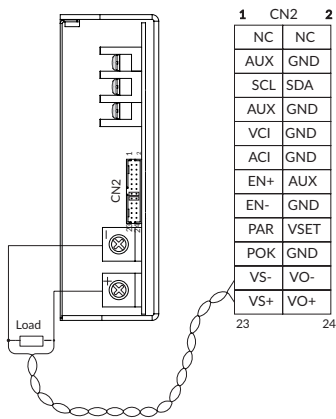 1 CN2 2
NC NC
AUX GND
SCL SDA
AUX GND
VCI GND
ACI GND
EN+ AUX
EN- GND
PAR VSET
POK GND
VS- VO-
VS+ VO+
23 24
1 2
CN2
-
+
Load